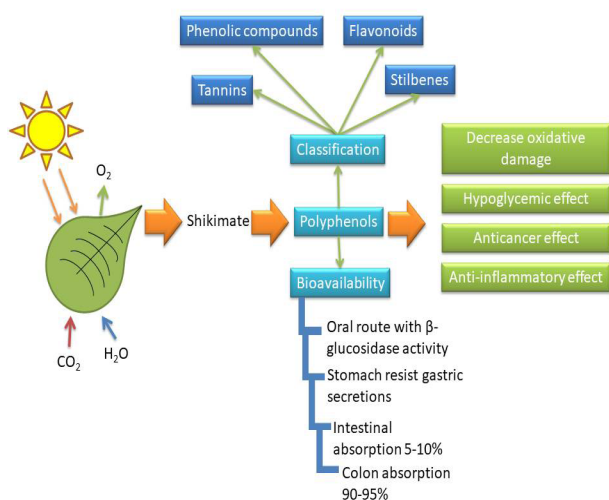 Phenolic compounds
Flavonoids
Tannins
Stilbenes
Classification
O₂
Shikimate
Polyphenols
Decrease oxidative
damage
Hypoglycemic effect
Anticancer effect
Anti-inflammatory effect
Bioavailability
CO₂
H₂O
Oral route with β-
glucosidase activity
Stomach resist gastric
secretions
Intestinal
absorption 5-10%
Colon absorption
90-95%